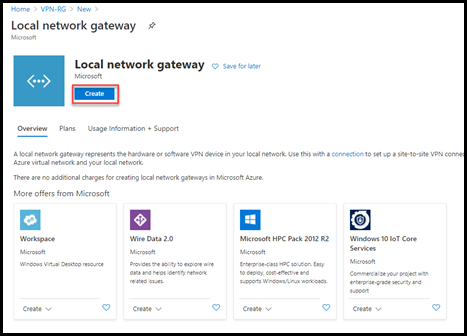 Home > VPN-RG > New >
Local network gateway
Microsoft
Local network gateway
Save for later
Microsoft
Create
Overview Plans Usage Information + Support
A local network gateway represents the hardware or software VPN device in your local network. Use this with a connection to set up a site-to-site VPN connec
Azure virtual network and your local network.
There are no additional charges for creating local network gateways in Microsoft Azure.
More offers from Microsoft
Workspace
Microsoft
Windows Virtual Desktop resource
Create
Wire Data 2.0
Microsoft
Provides the ability to explore wire
data and helps identify network
related issues.
Create
Microsoft HPC Pack 2012 R2
Microsoft
Enterprise-class HPC solution. Easy
to deploy, cost-effective and
supports Windows/Linux workloads.
Create
Windows 10 IoT Core
Services
Microsoft
Commercialize your project with
enterprise-grade security and
support
Create